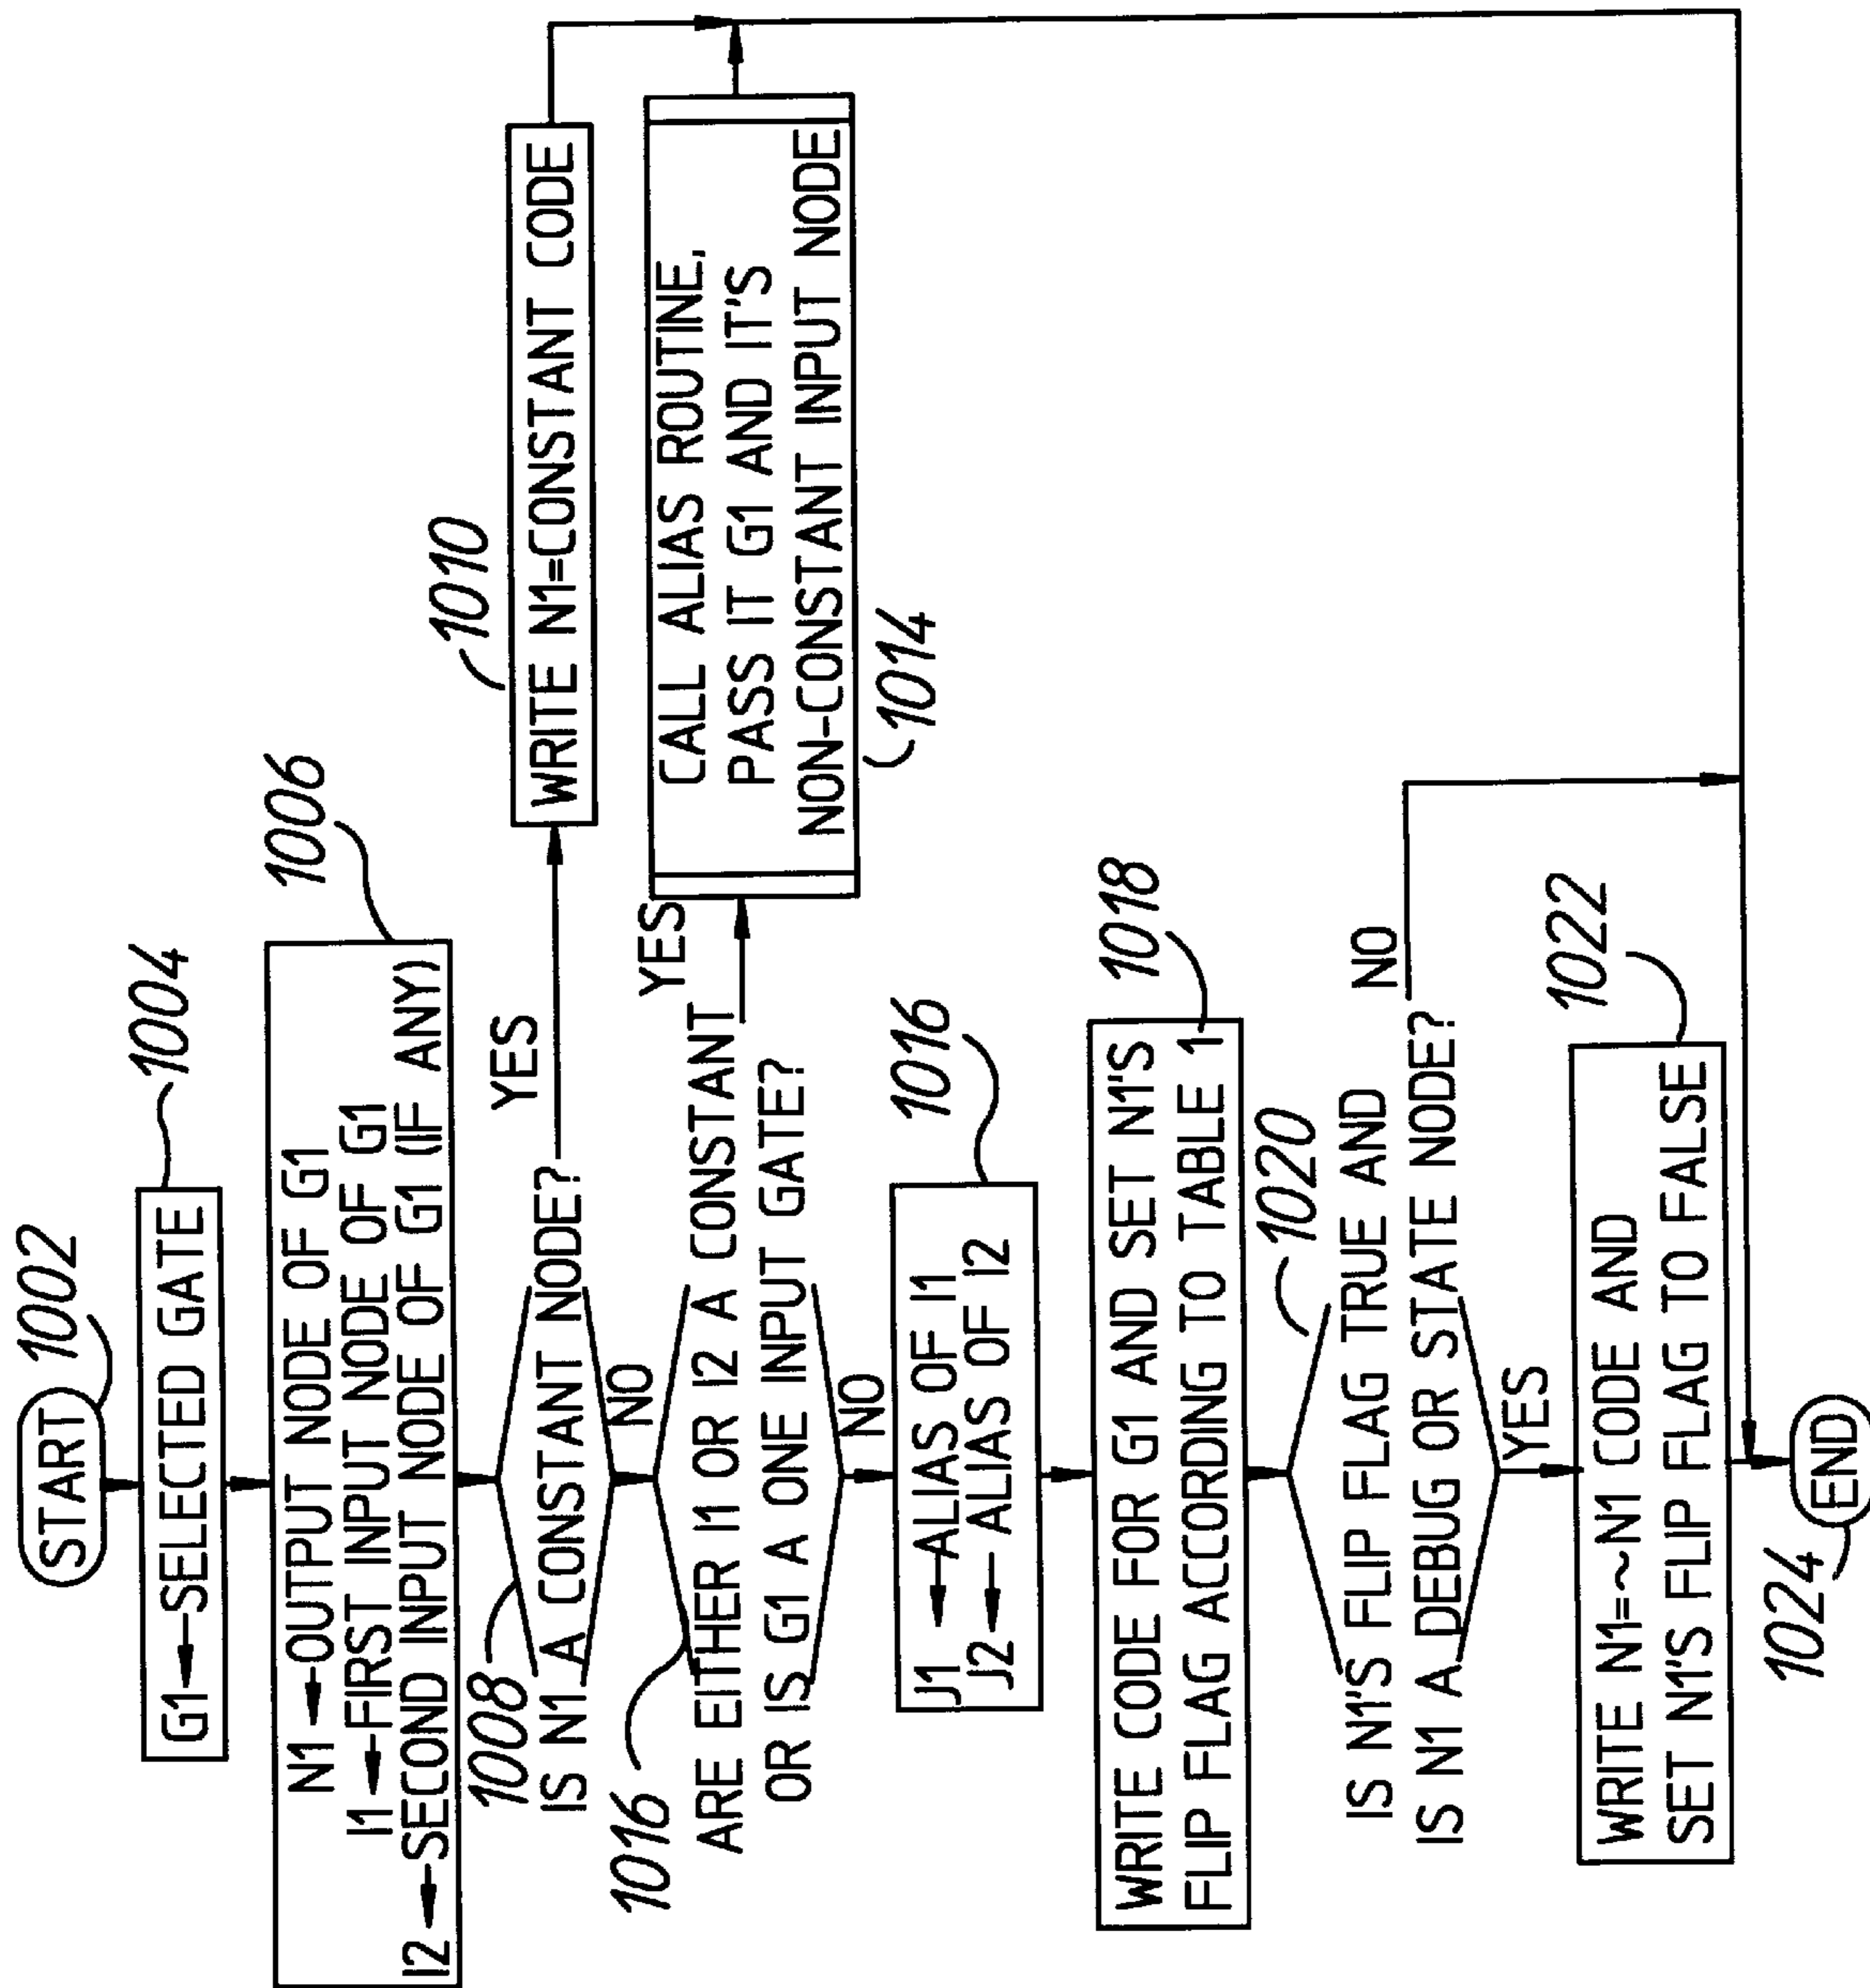 START
1002
G1←SELECTED GATE
1004
N1←OUTPUT NODE OF G1
I1←FIRST INPUT NODE OF G1
I2←SECOND INPUT NODE OF G1 (IF ANY)
1006
1008
IS N1 A CONSTANT NODE?
YES
NO
WRITE N1=CONSTANT CODE
1010
1016
ARE EITHER I1 OR I2 A CONSTANT
OR IS G1 A ONE INPUT GATE?
YES
NO
CALL ALIAS ROUTINE,
PASS IT G1 AND IT'S
NON-CONSTANT INPUT NODE
1014
J1←ALIAS OF I1
J2←ALIAS OF I2
1016
WRITE CODE FOR G1 AND SET N1'S
FLIP FLAG ACCORDING TO TABLE 1
1018
1020
IS N1'S FLIP FLAG TRUE AND
IS N1 A DEBUG OR STATE NODE?
NO
YES
WRITE N1=~N1 CODE AND
SET N1'S FLIP FLAG TO FALSE
1022
END
1024